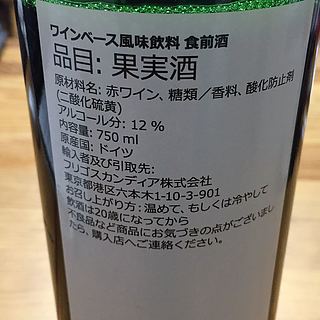 ワインベース風味飲料 食前酒
品目: 果実酒
原材料名: 赤ワイン、糖類／香料、酸化防止剤
(二酸化硫黄)
アルコール分: 12 %
内容量: 750 ml
原産国: ドイツ
輸入者及び引取先:
フリゴスカンディア株式会社
東京都港区六本木1-10-3-901
お召し上がり方：温めて、もしくは冷やして
飲酒は20歳になってから
不良品など商品にお気づきの点がございまし
たら、購入店へご連絡ください。